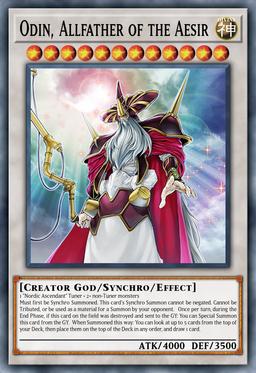 Odin, Allfather of the Aesir
DIVINE
神
[Creator God/Synchro/Effect]
1 "Nordic Ascendant" Tuner + 2+ non-Tuner monsters
Must first be Synchro Summoned. This card's Synchro Summon cannot be negated. Cannot be
Tributed, or be used as a material for a Summon by your opponent. Once per turn, during the
End Phase, if this card on the field was destroyed and sent to the GY: You can Special Summon
this card from the GY. When Summoned this way: You can look at up to 5 cards from the top of
your Deck, then place them on the top of the Deck in any order, and draw 1 card.
ATK/4000 DEF/3500